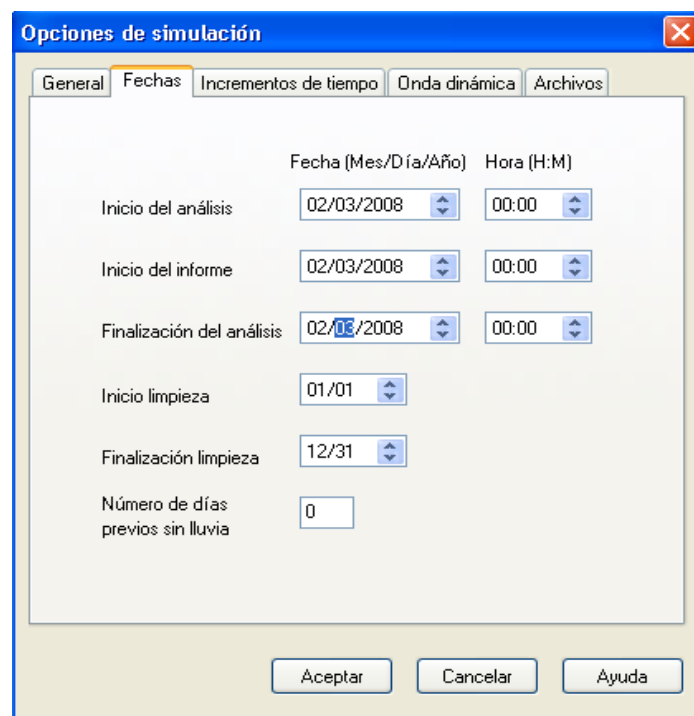 Opciones de simulación
General Fechas Incrementos de tiempo Onda dinámica Archivos
Fecha (Mes/Día/Año) Hora (H:M)
Inicio del análisis 02/03/2008 00:00
Inicio del informe 02/03/2008 00:00
Finalización del análisis 02/03/2008 00:00
Inicio limpieza 01/01
Finalización limpieza 12/31
Número de días
previos sin lluvia 0
Aceptar Cancelar Ayuda